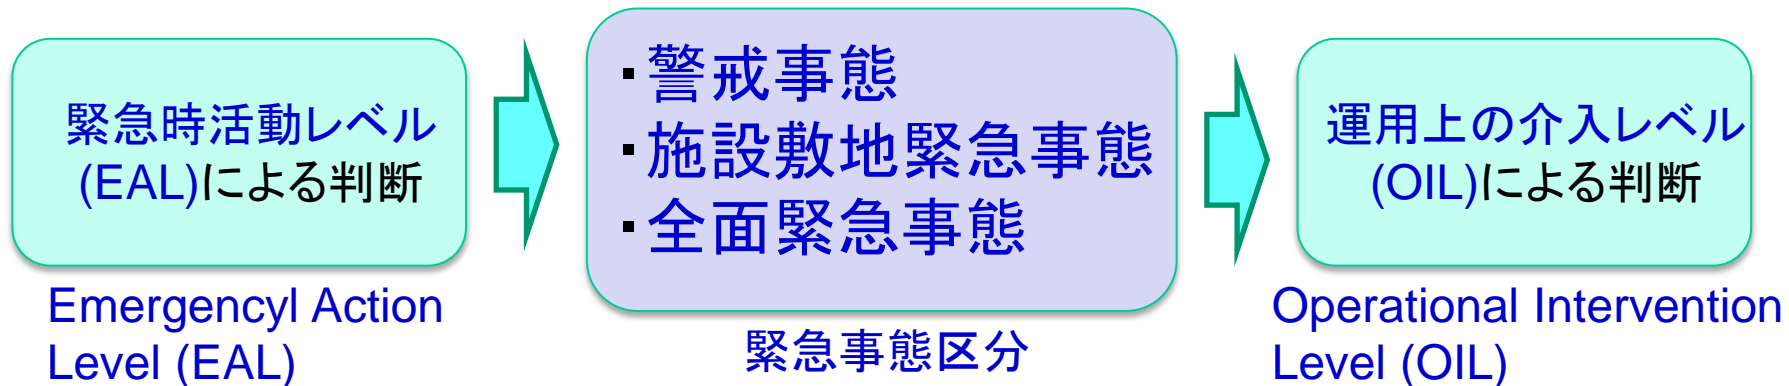 緊急時活動レベル
(EAL)による判断
Emergencyl Action
Level (EAL)
・警戒事態
・施設敷地緊急事態
・全面緊急事態
緊急事態区分
運用上の介入レベル
(OIL)による判断
Operational Intervention
Level (OIL)